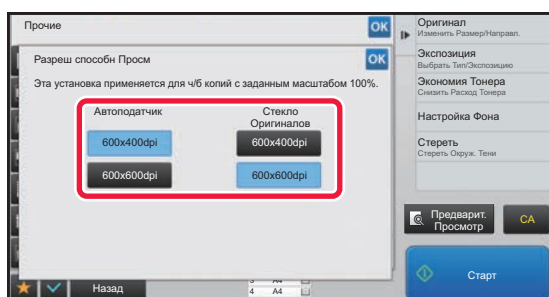 Прочие
OK
Разреш способн Просм
OK
Эта установка применяется для ч/б копий с заданным масштабом 100%.
Автоподатчик
Стекло
Оригиналов
600x400dpi
600x400dpi
600x600dpi
600x600dpi
Назад
4 A4
Оригинал
Изменить Размер/Направл.
Экспозиция
Выбрать Тип/Экспозицию
Экономия Тонера
Снизить Расход Тонера
Настройка Фона
Стереть
Стереть Окруж. Тени
Предварит.
Просмотр
CA
Старт